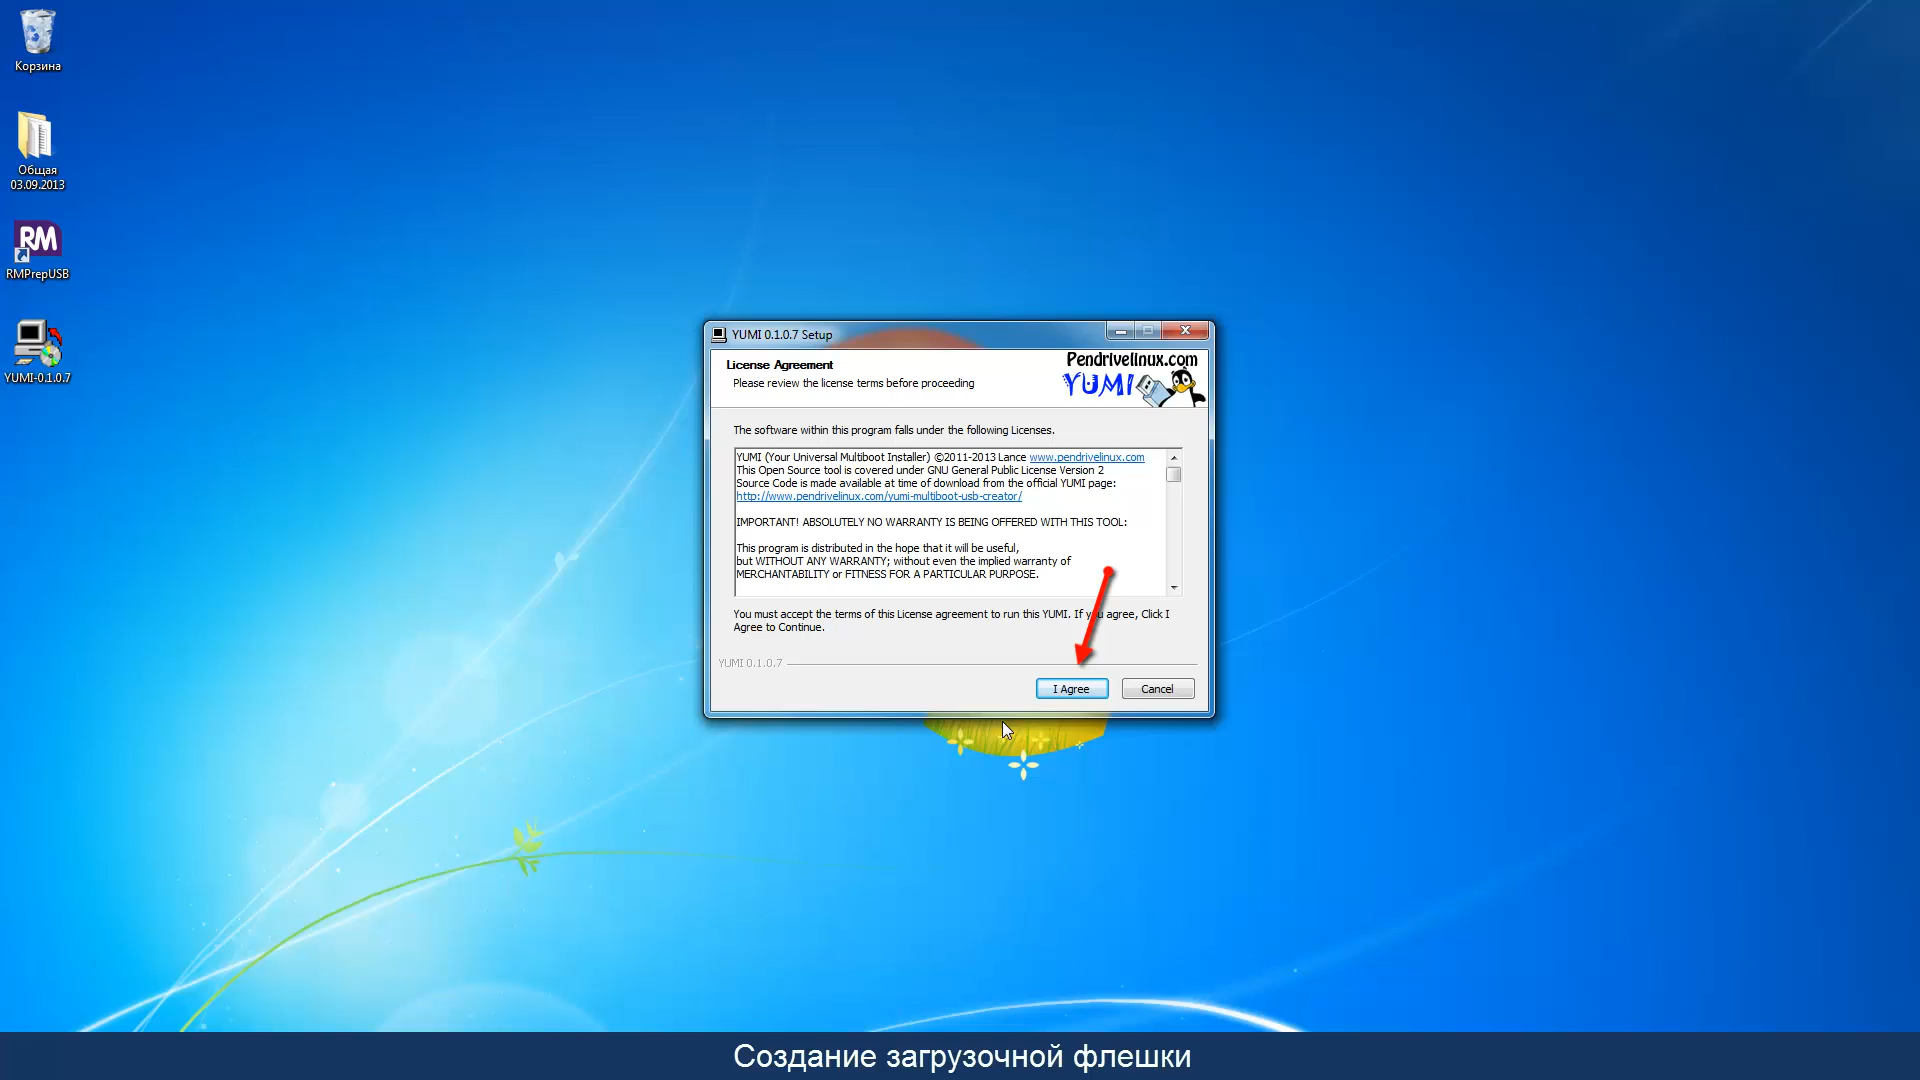 Корзина
Общая
03.09.2013
RM
RMPrepUSB
YUMI-0.1.0.7
YUMI 0.1.0.7 Setup
License Agreement
Please review the license terms before proceeding
Pendrivelinux.com
YUMI
The software within this program falls under the following Licenses.
YUMI (Your Universal Multiboot Installer) ©2011-2013 Lance www.pendrivelinux.com
This Open Source tool is covered under GNU General Public License Version 2
Source Code is made available at time of download from the official YUMI page:
http://www.pendrivelinux.com/yumi-multiboot-usb-creator/
IMPORTANT! ABSOLUTELY NO WARRANTY IS BEING OFFERED WITH THIS TOOL:
This program is distributed in the hope that it will be useful,
but WITHOUT ANY WARRANTY; without even the implied warranty of
MERCHANTABILITY or FITNESS FOR A PARTICULAR PURPOSE.
You must accept the terms of this License agreement to run this YUMI. If you agree, Click I
Agree to Continue.
YUMI 0.1.0.7
I Agree
Cancel
Создание загрузочной флешки